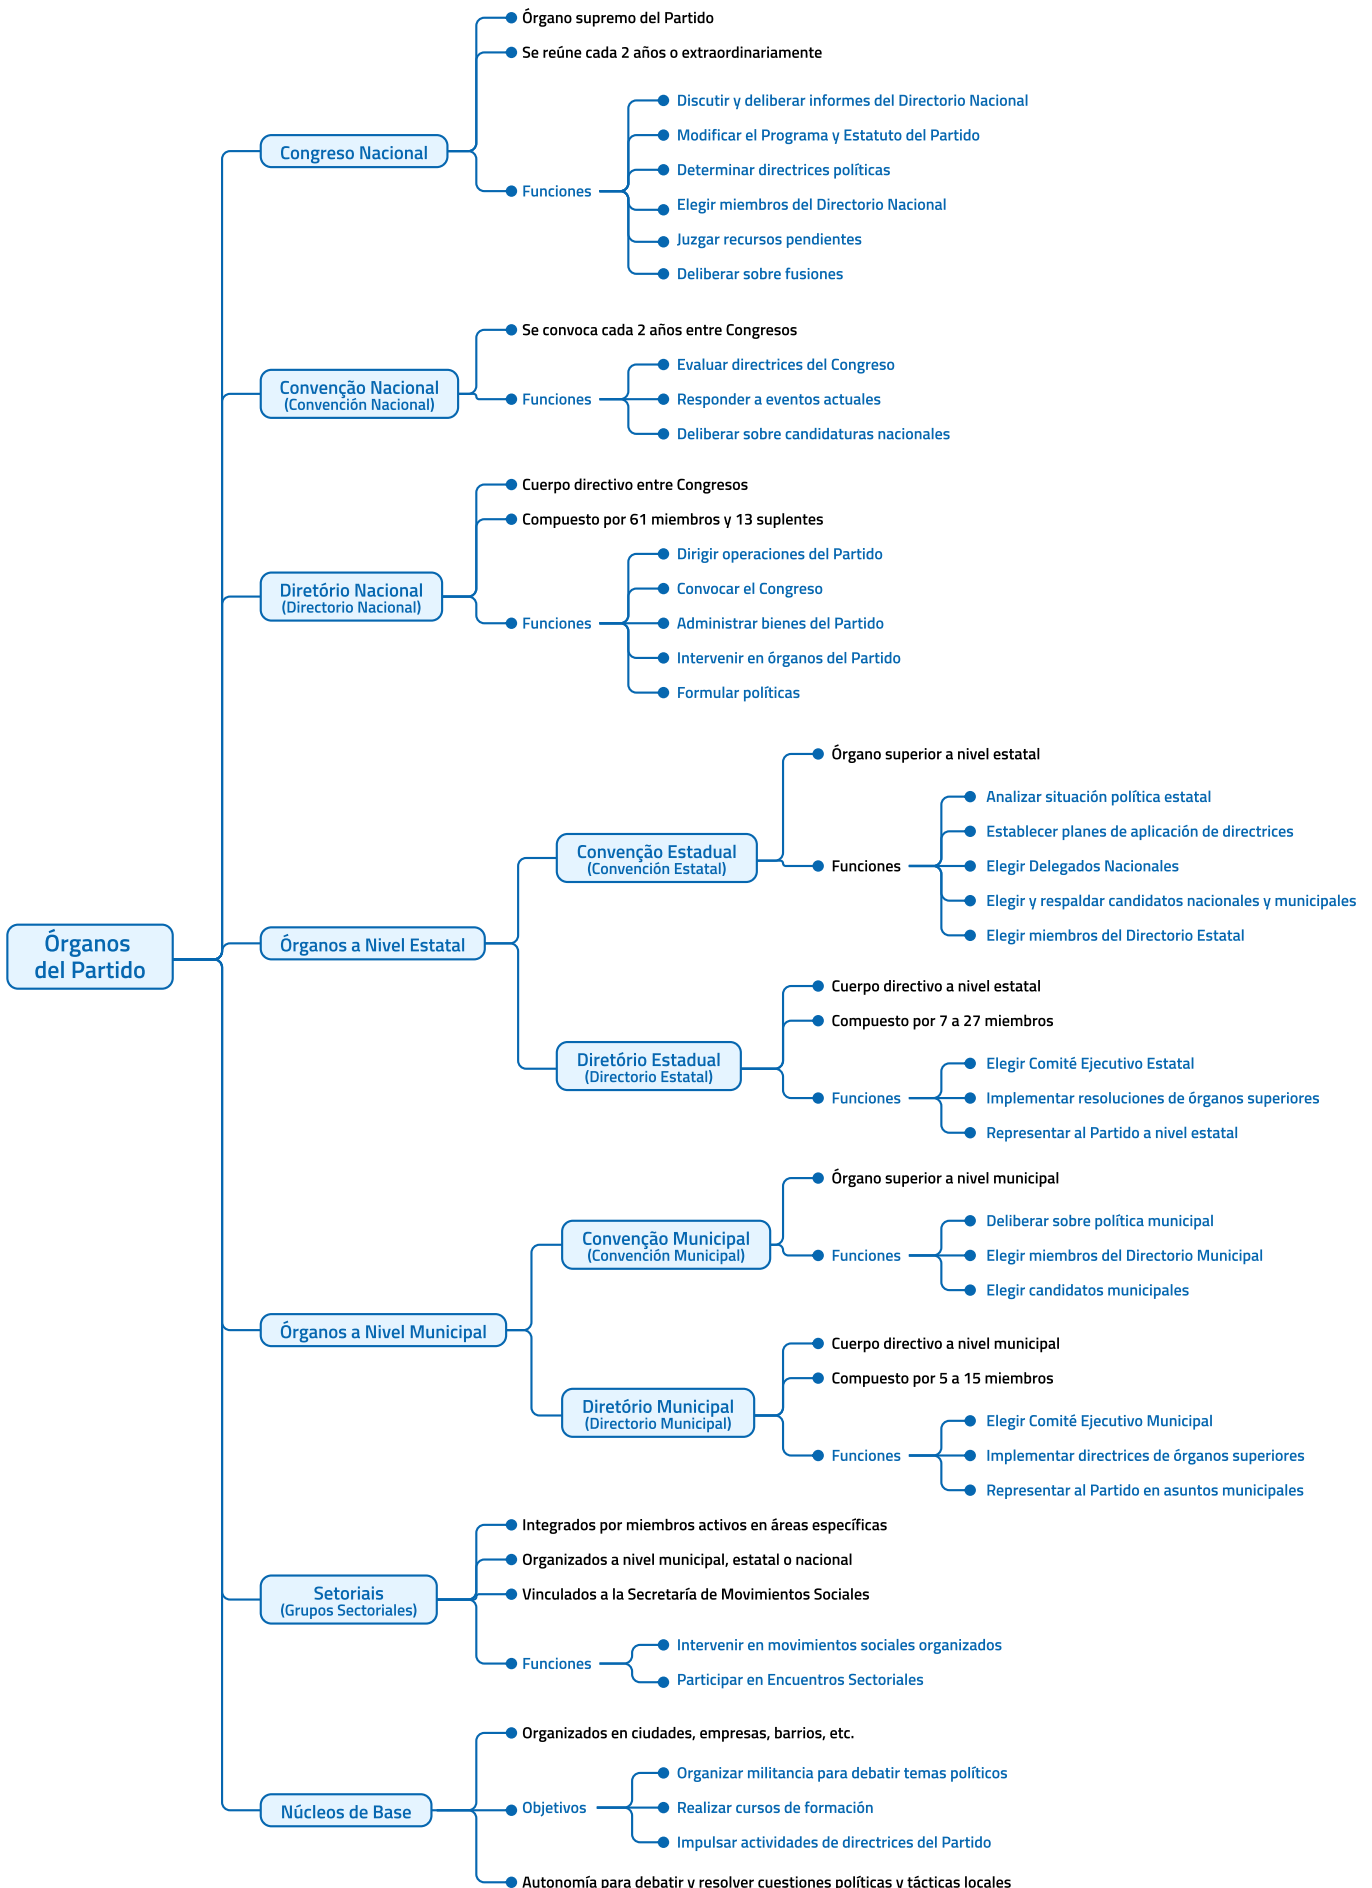 Órganos
del Partido
Congreso Nacional
Órgano supremo del Partido
Se reúne cada 2 años o extraordinariamente
Funciones
Discutir y deliberar informes del Directorio Nacional
Modificar el Programa y Estatuto del Partido
Determinar directrices políticas
Elegir miembros del Directorio Nacional
Juzgar recursos pendientes
Deliberar sobre fusiones
Convenção Nacional
(Convención Nacional)
Se convoca cada 2 años entre Congresos
Funciones
Evaluar directrices del Congreso
Responder a eventos actuales
Deliberar sobre candidaturas nacionales
Diretório Nacional
(Directorio Nacional)
Cuerpo directivo entre Congresos
Compuesto por 61 miembros y 13 suplentes
Funciones
Dirigir operaciones del Partido
Convocar el Congreso
Administrar bienes del Partido
Intervenir en órganos del Partido
Formular políticas
Órganos a Nivel Estatal
Convenção Estadual
(Convención Estatal)
Órgano superior a nivel estatal
Funciones
Analizar situación política estatal
Establecer planes de aplicación de directrices
Elegir Delegados Nacionales
Elegir y respaldar candidatos nacionales y municipales
Elegir miembros del Directorio Estatal
Diretório Estadual
(Directorio Estatal)
Cuerpo directivo a nivel estatal
Compuesto por 7 a 27 miembros
Funciones
Elegir Comité Ejecutivo Estatal
Implementar resoluciones de órganos superiores
Representar al Partido a nivel estatal
Órganos a Nivel Municipal
Convenção Municipal
(Convención Municipal)
Órgano superior a nivel municipal
Funciones
Deliberar sobre política municipal
Elegir miembros del Directorio Municipal
Elegir candidatos municipales
Diretório Municipal
(Directorio Municipal)
Cuerpo directivo a nivel municipal
Compuesto por 5 a 15 miembros
Funciones
Elegir Comité Ejecutivo Municipal
Implementar directrices de órganos superiores
Representar al Partido en asuntos municipales
Setoriais
(Grupos Sectoriales)
Integrados por miembros activos en áreas específicas
Organizados a nivel municipal, estatal o nacional
Vinculados a la Secretaría de Movimientos Sociales
Funciones
Intervenir en movimientos sociales organizados
Participar en Encuentros Sectoriales
Núcleos de Base
Organizados en ciudades, empresas, barrios, etc.
Objetivos
Organizar militancia para debatir temas políticos
Realizar cursos de formación
Impulsar actividades de directrices del Partido
Autonomía para debatir y resolver cuestiones políticas y tácticas locales